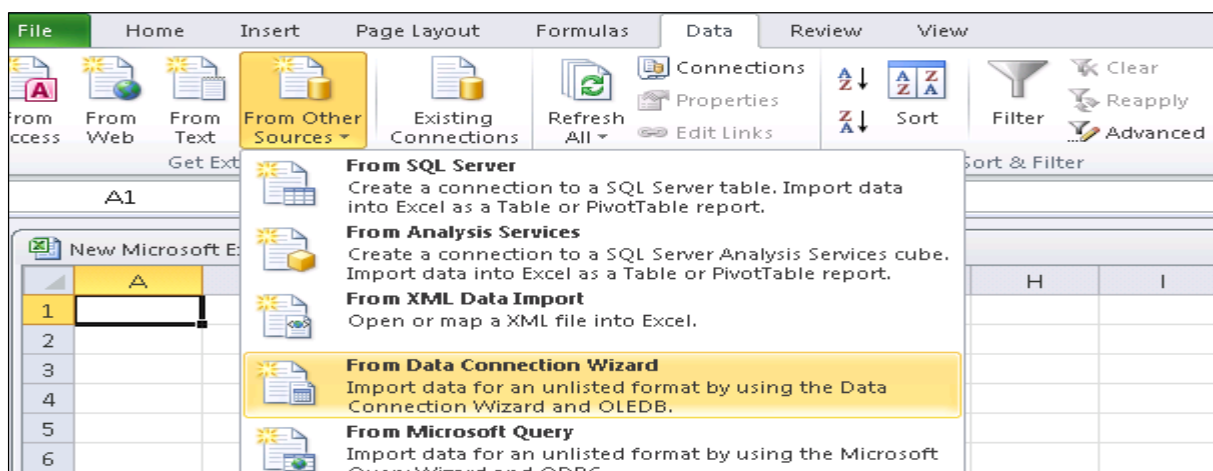 File Home Insert Page Layout Formulas Data Review View
From Other Sources
From Web
From Text
Existing Connections
Refresh All
Connections
Properties
Edit Links
Sort
Filter
Clear
Reapply
Advanced
Get Ext
Sort & Filter
From SQL Server
Create a connection to a SQL Server table. Import data
into Excel as a Table or PivotTable report.
From Analysis Services
Create a connection to a SQL Server Analysis Services cube.
Import data into Excel as a Table or PivotTable report.
From XML Data Import
Open or map a XML file into Excel.
From Data Connection Wizard
Import data for an unlisted format by using the Data
Connection Wizard and OLEDB.
From Microsoft Query
Import data for an unlisted format by using the Microsoft
A1
New Microsoft E
A H I
1
2
3
4
5
6